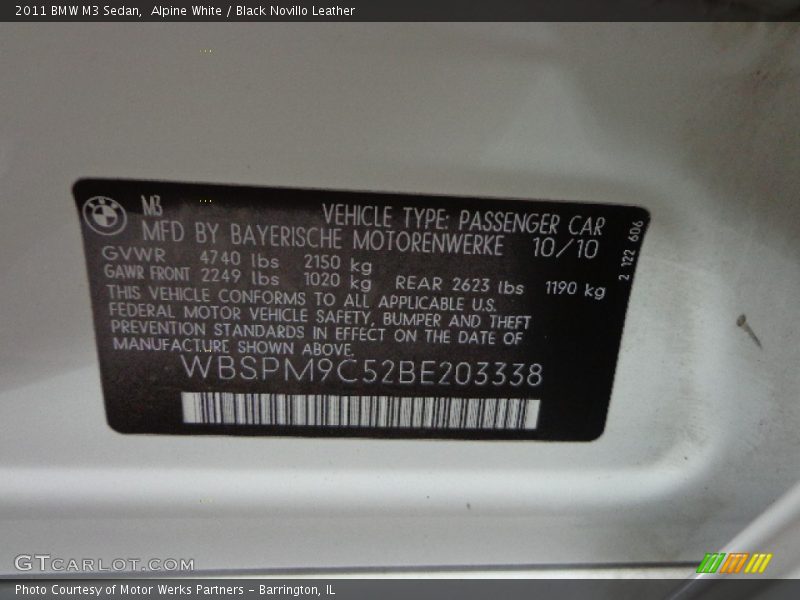 2011 BMW M3 Sedan,  Alpine White / Black Novillo Leather
M3
VEHICLE TYPE: PASSENGER CAR
MFD BY BAYERISCHE MOTORENWERKE 10/10
GVWR 4740 lbs 2150 kg
GAWR FRONT 2249 lbs 1020 kg REAR 2623 lbs 1190 kg
THIS VEHICLE CONFORMS TO ALL APPLICABLE U.S.
FEDERAL MOTOR VEHICLE SAFETY, BUMPER AND THEFT
PREVENTION STANDARDS IN EFFECT ON THE DATE OF
MANUFACTURE SHOWN ABOVE.
WBSPM9C52BE203338
2 122 606
GTCARLOT.COM
Photo Courtesy of Motor Werks Partners - Barrington, IL